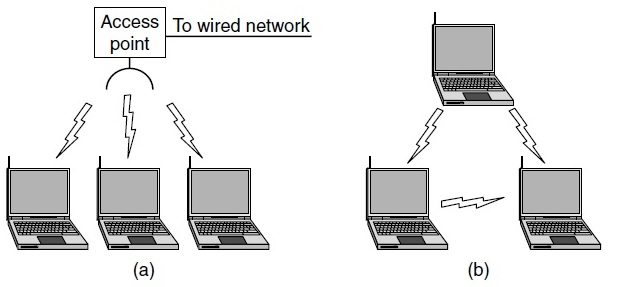 Access
point
To wired network
(a)
(b)